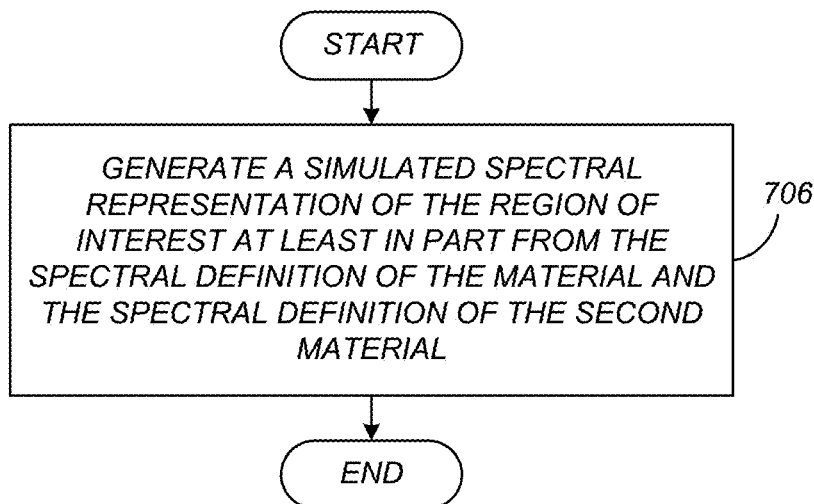 START
GENERATE A SIMULATED SPECTRAL
REPRESENTATION OF THE REGION OF
INTEREST AT LEAST IN PART FROM THE
SPECTRAL DEFINITION OF THE MATERIAL AND
THE SPECTRAL DEFINITION OF THE SECOND
MATERIAL
706
END